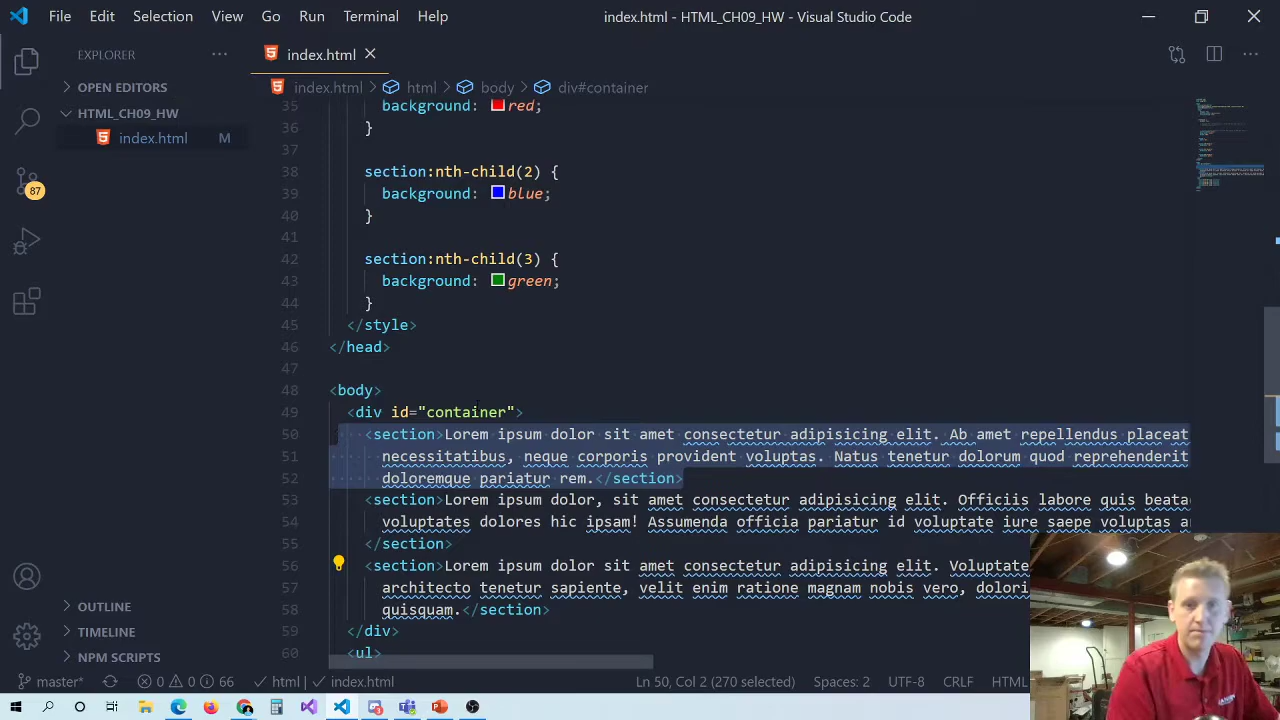 File Edit Selection View Go Run Terminal Help index.html - HTML_CH09_HW - Visual Studio Code
EXPLORER
index.html
OPEN EDITORS
HTML_CH09_HW
index.html M
87
OUTLINE
TIMELINE
NPM SCRIPTS
index.html > html > body > div#container
35 background: red;
36 }
37
38 section:nth-child(2) {
39 background: blue;
40 }
41
42 section:nth-child(3) {
43 background: green;
44 }
45 </style>
46 </head>
47
48 <body>
49 <div id="container">
50 <section>Lorem ipsum dolor sit amet consectetur adipisicing elit. Ab amet repellendus placeat
51 necessitatibus, neque corporis provident voluptas. Natus tenetur dolorum quod reprehenderit
52 doloremque pariatur rem.</section>
53 <section>Lorem ipsum dolor, sit amet consectetur adipisicing elit. Officiis labore quis beata
54 voluptates dolores hic ipsam! Assumenda officia pariatur id voluptate iure saepe voluptas
55 </section>
56 <section>Lorem ipsum dolor sit amet consectetur adipisicing elit. Voluptate
57 architecto tenetur sapiente, velit enim ratione magnam nobis vero, dolori
58 quisquam.</section>
59 </div>
60 <ul>
master* 0 0 66 html index.html Ln 50, Col 2 (270 selected) Spaces: 2 UTF-8 CRLF HTML